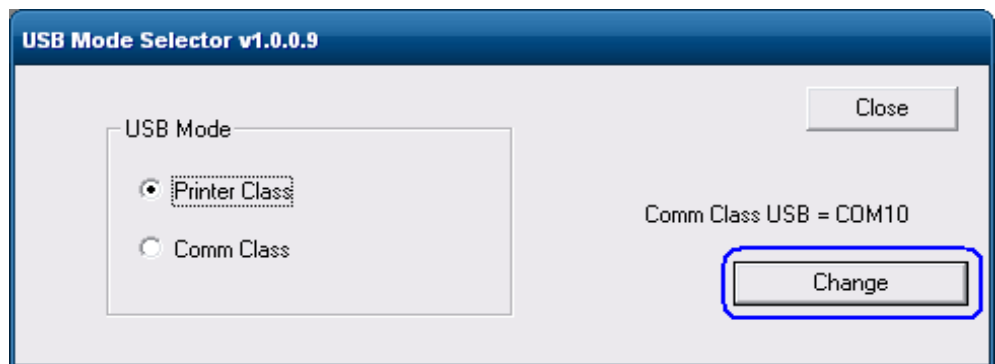 USB Mode Selector v1.0.0.9
Close
USB Mode
Printer Class
Comm Class USB = COM10
Comm Class
Change